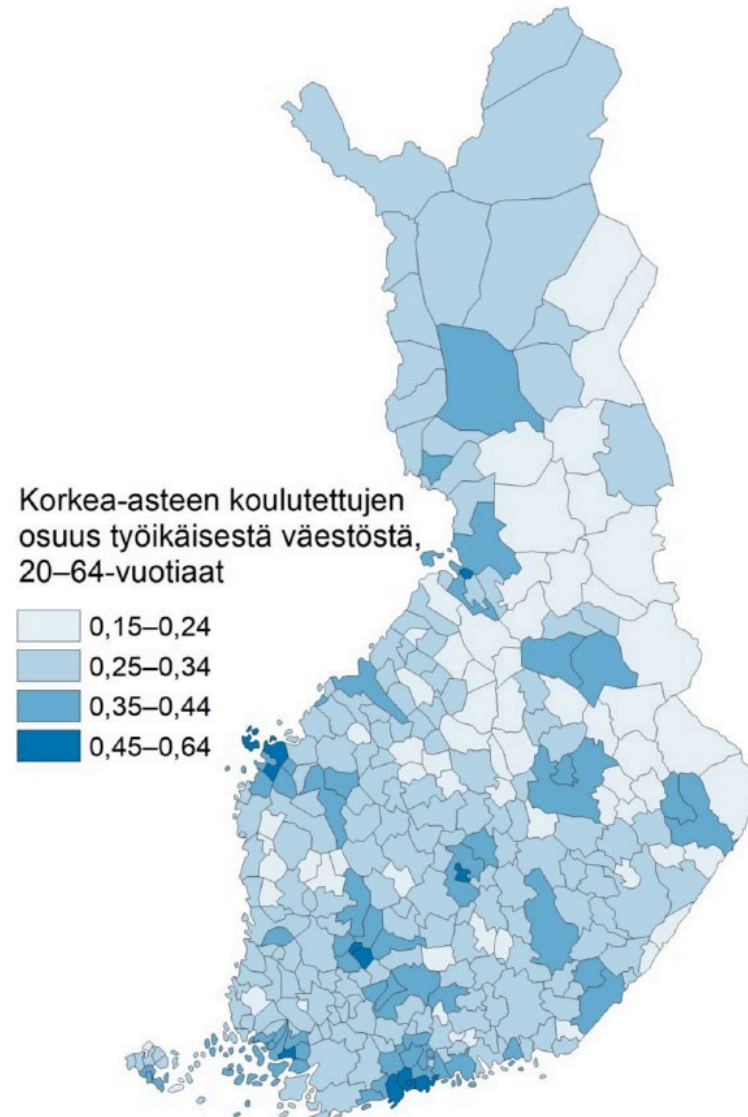 Korkea-asteen koulutettujen
osuus työikäisestä väestöstä,
20–64-vuotiaat
0,15–0,24
0,25–0,34
0,35–0,44
0,45–0,64